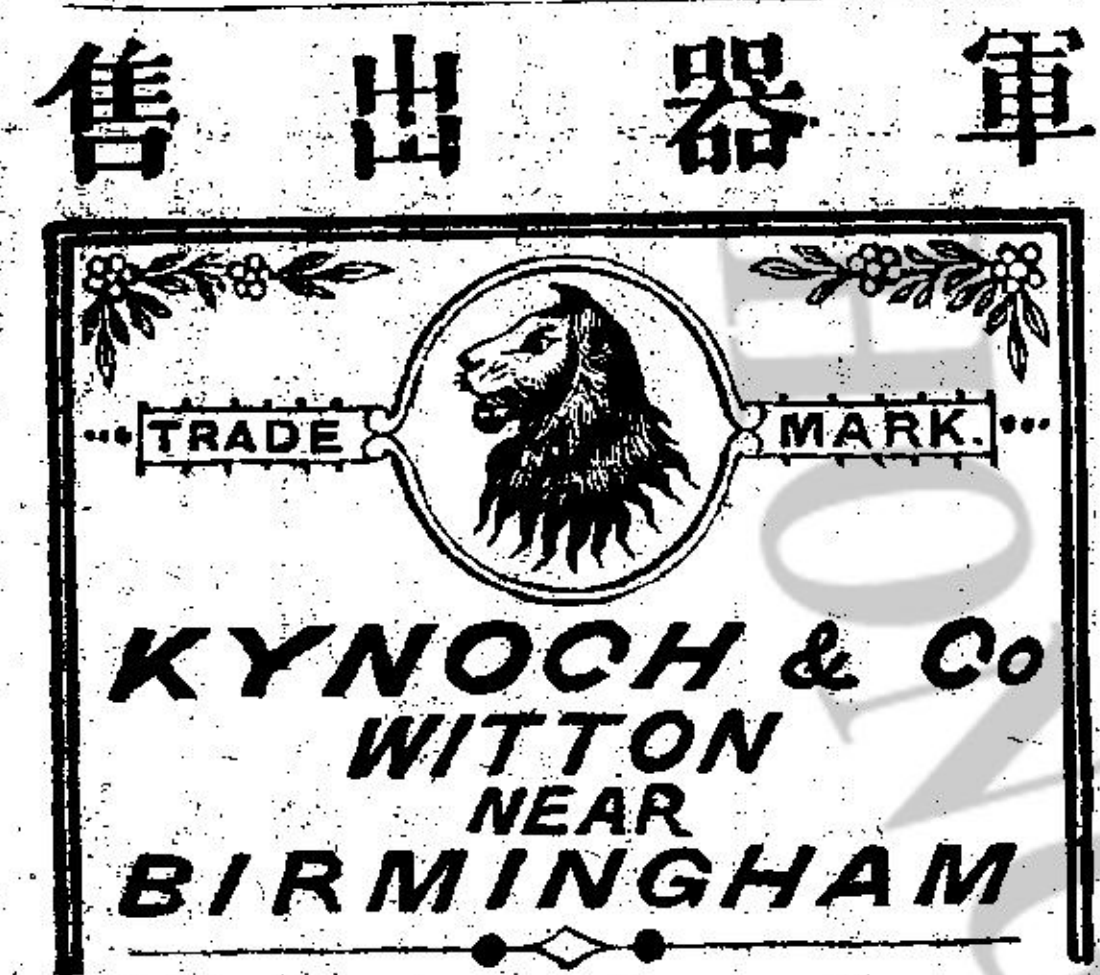 軍器出售
TRADE MARK.
KYNOCH & Co
WITTON
NEAR
BIRMINGHAM